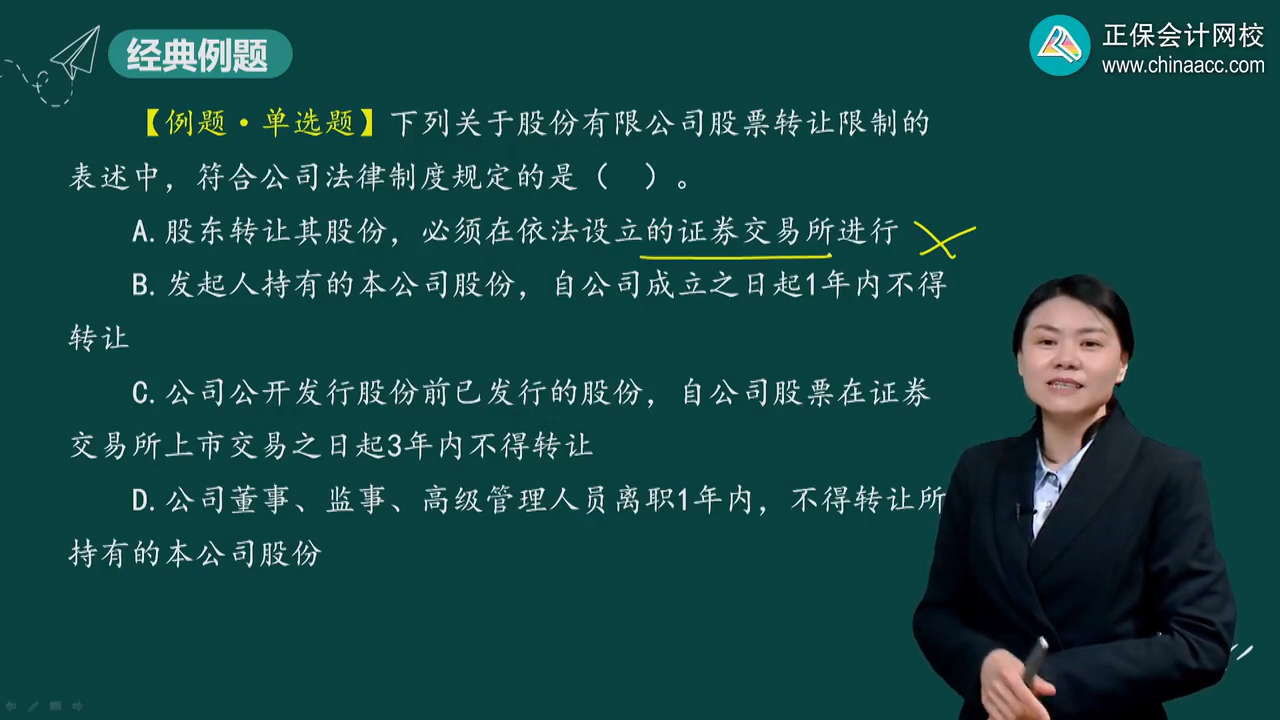 经典例题
正保会计网校
www.chinaacc.com
【例题·单选题】下列关于股份有限公司股票转让限制的
表述中，符合公司法律制度规定的是（ ）。
A.股东转让其股份，必须在依法设立的证券交易所进行
B.发起人持有的本公司股份，自公司成立之日起1年内不得
转让
C.公司公开发行股份前已发行的股份，自公司股票在证券
交易所上市交易之日起3年内不得转让
D.公司董事、监事、高级管理人员离职1年内，不得转让所
持有的本公司股份